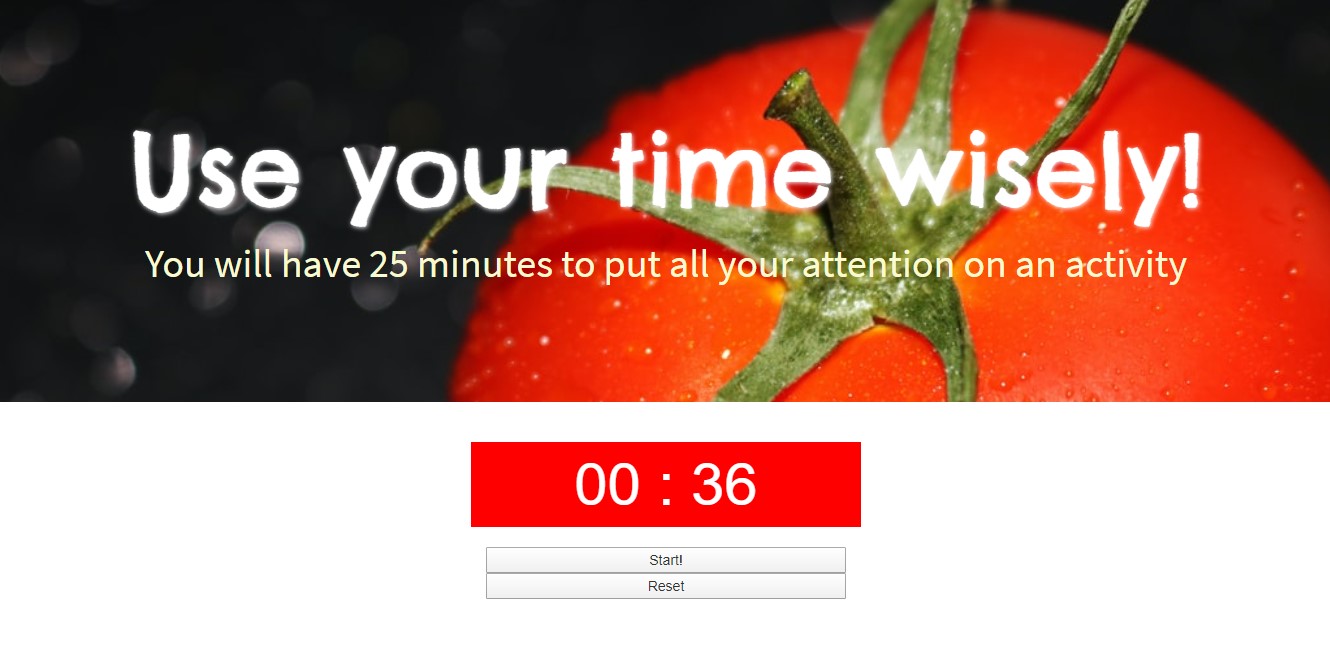 Use your time wisely!
You will have 25 minutes to put all your attention on an activity
00 : 36
Start!
Reset